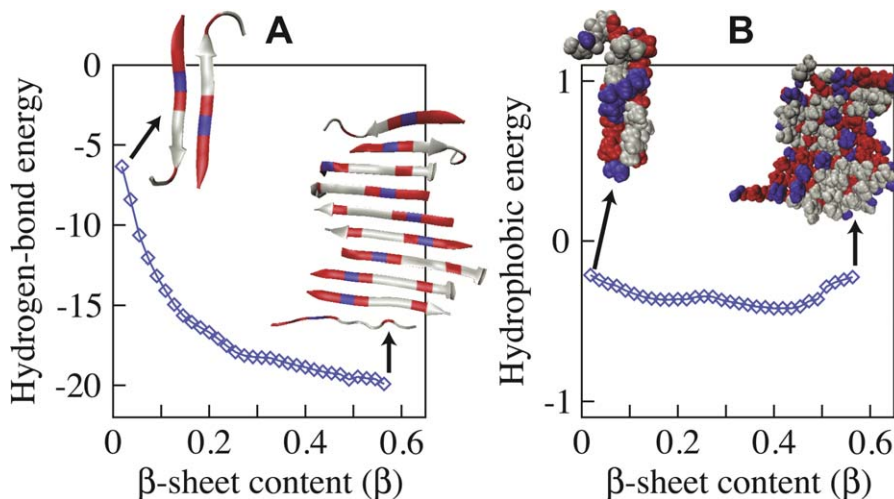 A
Hydrogen-bond energy
0
-5
-10
-15
-20
0 0.2 0.4 0.6
β-sheet content (β)
B
Hydrophobic energy
1
0
-1
0 0.2 0.4 0.6
β-sheet content (β)